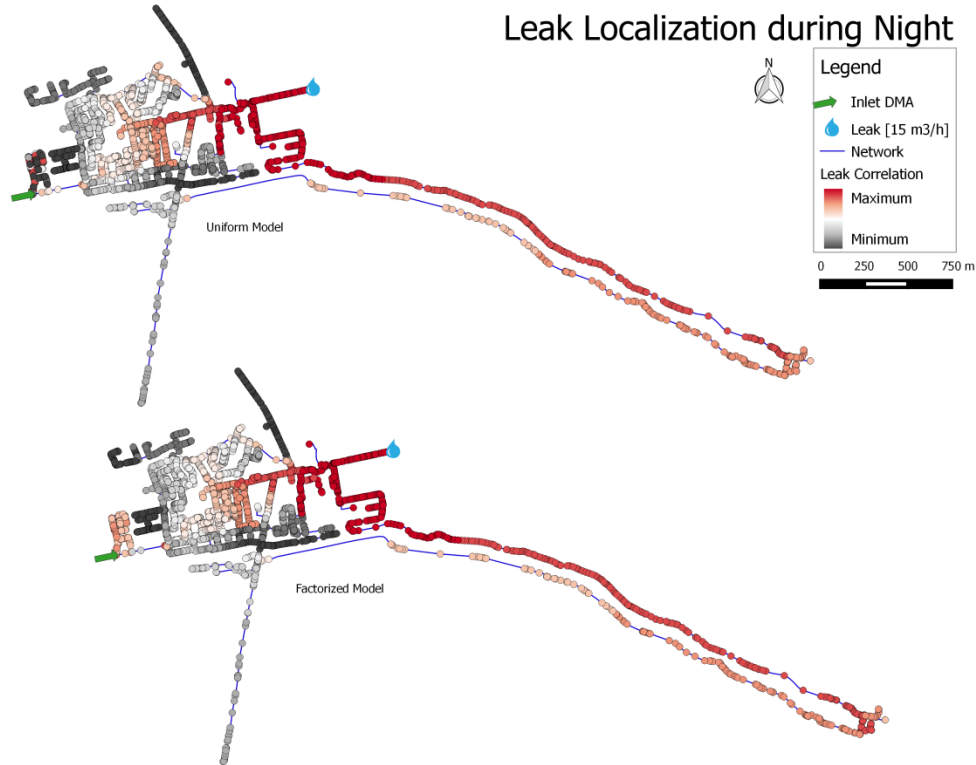 Leak Localization during Night
N
Legend
Inlet DMA
Leak [15 m3/h]
Network
Leak Correlation
Maximum
Minimum
0 250 500 750 m
Uniform Model
Factorized Model